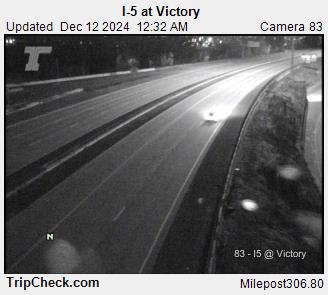 I-5 at Victory
Updated Dec 12 2024 12:32 AM Camera 83
T
N
83 - I5 @ Victory
TripCheck.com Milepost306.80